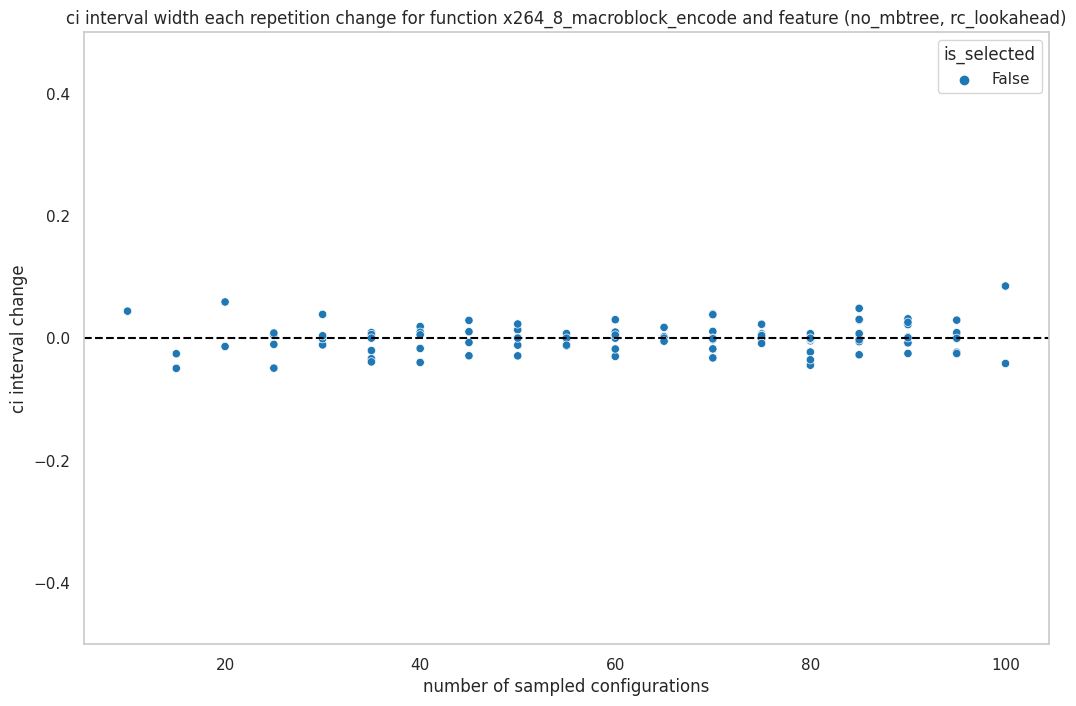 ci interval width each repetition change for function x264_8_macroblock_encode and feature (no_mbtree, rc_lookahead)
is_selected
False
ci interval change
0.4
0.2
0.0
−0.2
−0.4
20 40 60 80 100
number of sampled configurations